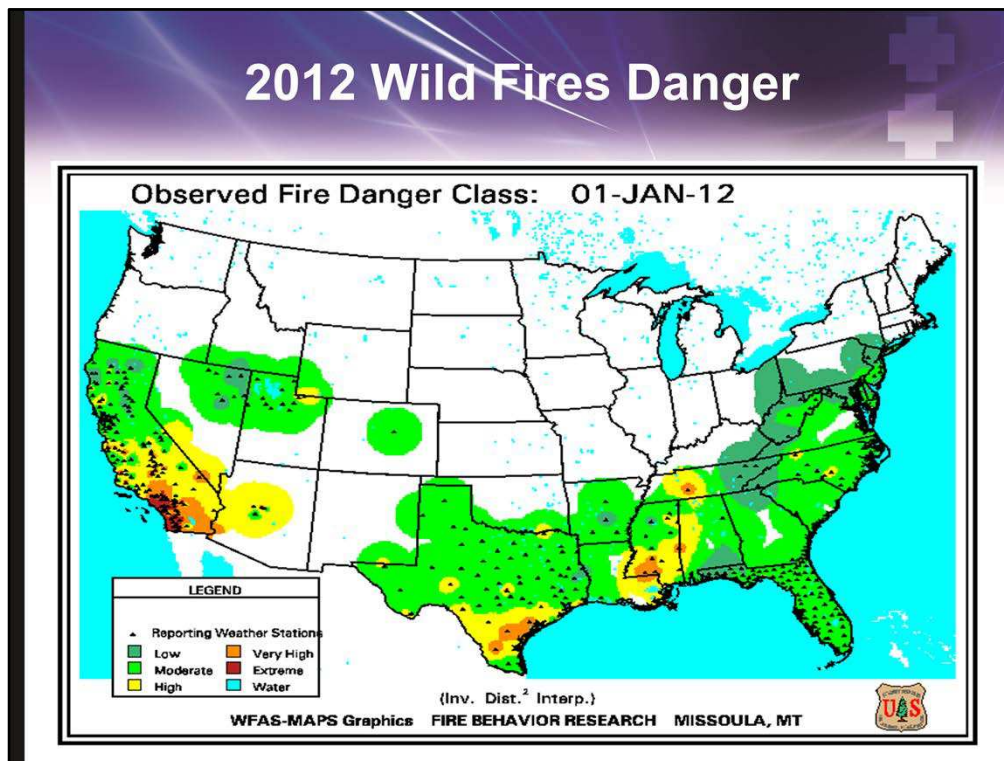 2012 Wild Fires Danger
Observed Fire Danger Class: 01-JAN-12
LEGEND
Reporting Weather Stations
Low
Very High
Moderate
Extreme
High
Water
(Inv. Dist.² Interp.)
WFAS-MAPS Graphics FIRE BEHAVIOR RESEARCH MISSOULA, MT
U S